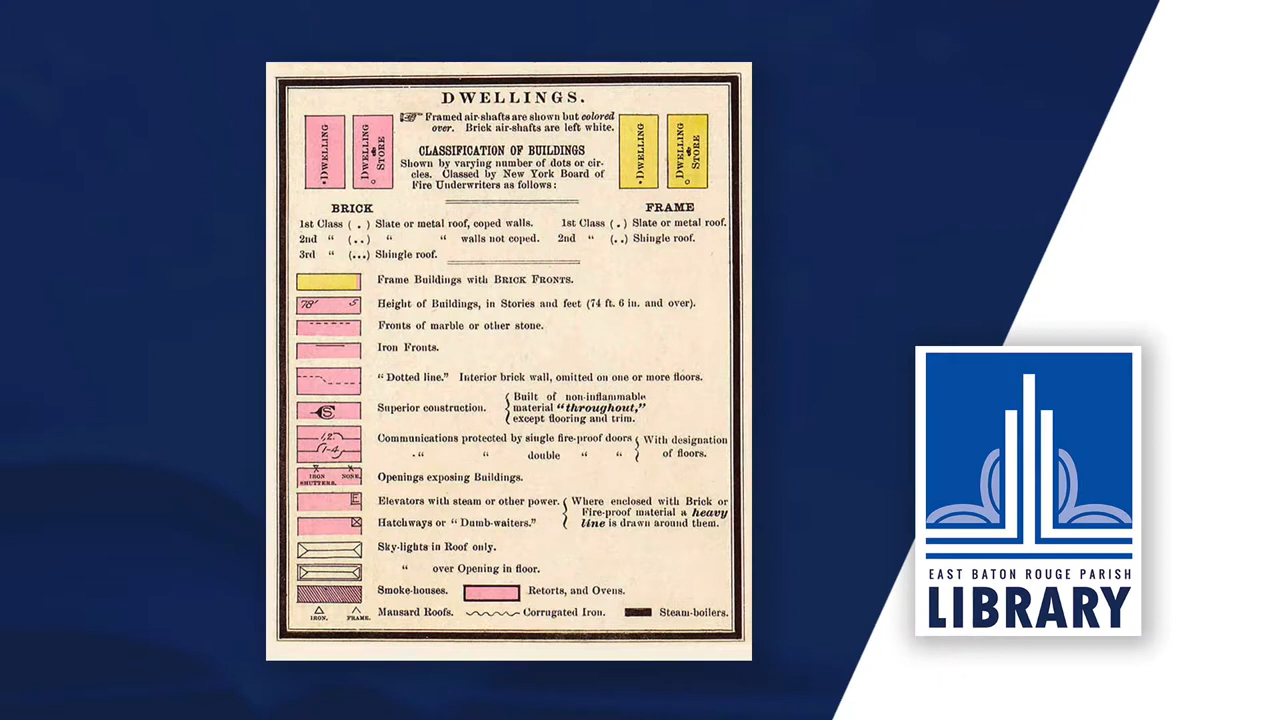 DWELLINGS.
Framed air-shafts are shown but colored
over. Brick air-shafts are left white.
DWELLING
DWELLING
STORE
DWELLING
DWELLING
STORE
CLASSIFICATION OF BUILDINGS
Shown by varying number of dots or cir-
cles. Classed by New York Board of
Fire Underwriters as follows:
BRICK
FRAME
1st Class ( . ) Slate or metal roof, coped walls.
1st Class ( . ) Slate or metal roof.
2nd " ( . . ) " " walls not coped.
2nd " ( . . ) Shingle roof.
3rd " (...) Shingle roof.
Frame Buildings with BRICK FRONTS.
78' S Height of Buildings, in Stories and feet (74 ft. 6 in. and over).
Fronts of marble or other stone.
Iron Fronts.
"Dotted line." Interior brick wall, omitted on one or more floors.
S Superior construction. { Built of non-inflammable
material "throughout,"
except flooring and trim.
1,2. Communications protected by single fire-proof doors { With designation
1-4 " " double " " { of floors.
IRON SHUTTERS. NONE. Openings exposing Buildings.
E Elevators with steam or other power. { Where enclosed with Brick or
Fire-proof material a heavy
Hatchways or "Dumb-waiters." { line is drawn around them.
Sky-lights in Roof only.
" over Opening in floor.
Smoke-houses. Retorts, and Ovens.
IRON. FRAME. Mansard Roofs. Corrugated Iron. Steam-boilers.
EAST BATON ROUGE PARISH
LIBRARY